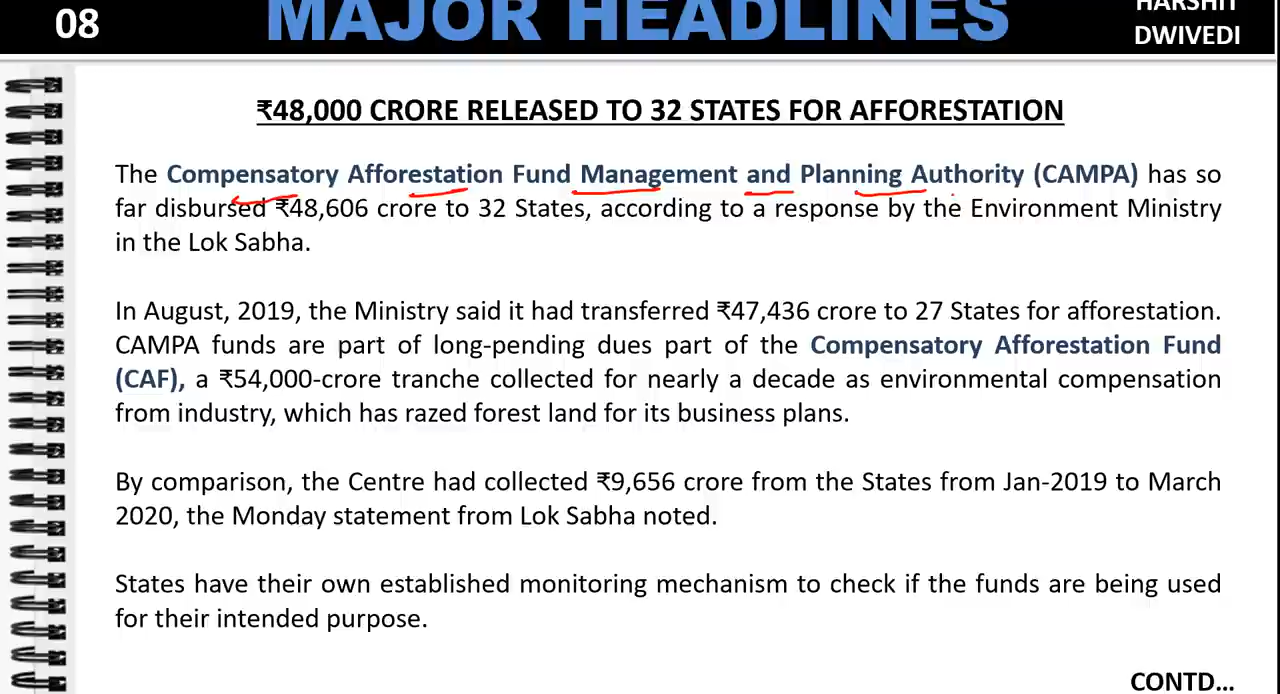 08
MAJOR HEADLINES
HARSHIT
DWIVEDI
₹48,000 CRORE RELEASED TO 32 STATES FOR AFFORESTATION
The Compensatory Afforestation Fund Management and Planning Authority (CAMPA) has so
far disbursed ₹48,606 crore to 32 States, according to a response by the Environment Ministry
in the Lok Sabha.
In August, 2019, the Ministry said it had transferred ₹47,436 crore to 27 States for afforestation.
CAMPA funds are part of long-pending dues part of the Compensatory Afforestation Fund
(CAF), a ₹54,000-crore tranche collected for nearly a decade as environmental compensation
from industry, which has razed forest land for its business plans.
By comparison, the Centre had collected ₹9,656 crore from the States from Jan-2019 to March
2020, the Monday statement from Lok Sabha noted.
States have their own established monitoring mechanism to check if the funds are being used
for their intended purpose.
CONTD...